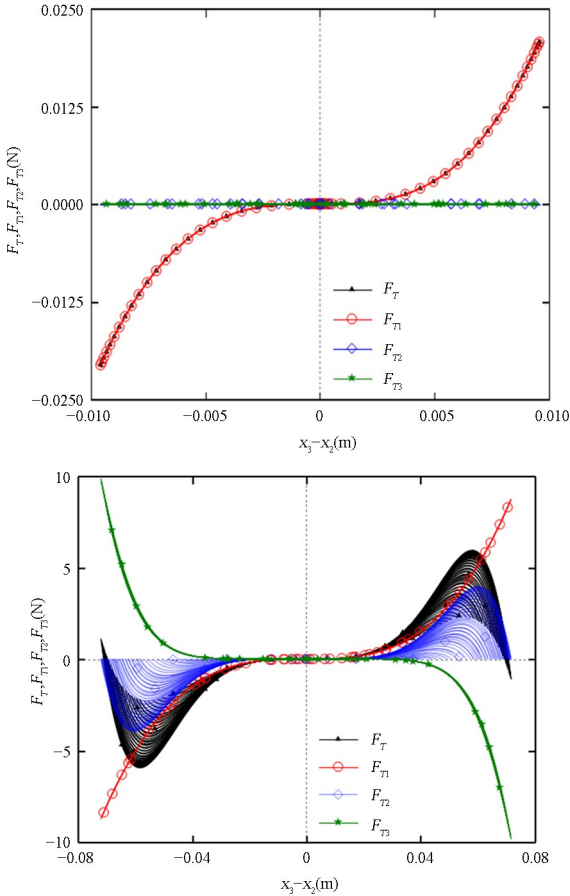 0.0250
0.0125
0.0000
−0.0125
−0.0250
F_T,F_T1,F_T2,F_T3(N)
F_T
F_T1
F_T2
F_T3
−0.010 −0.005 0 0.005 0.010
x_3−x_2(m)
10
5
0
−5
−10
F_T,F_T1,F_T2,F_T3(N)
F_T
F_T1
F_T2
F_T3
−0.08 −0.04 0 0.04 0.08
x_3−x_2(m)